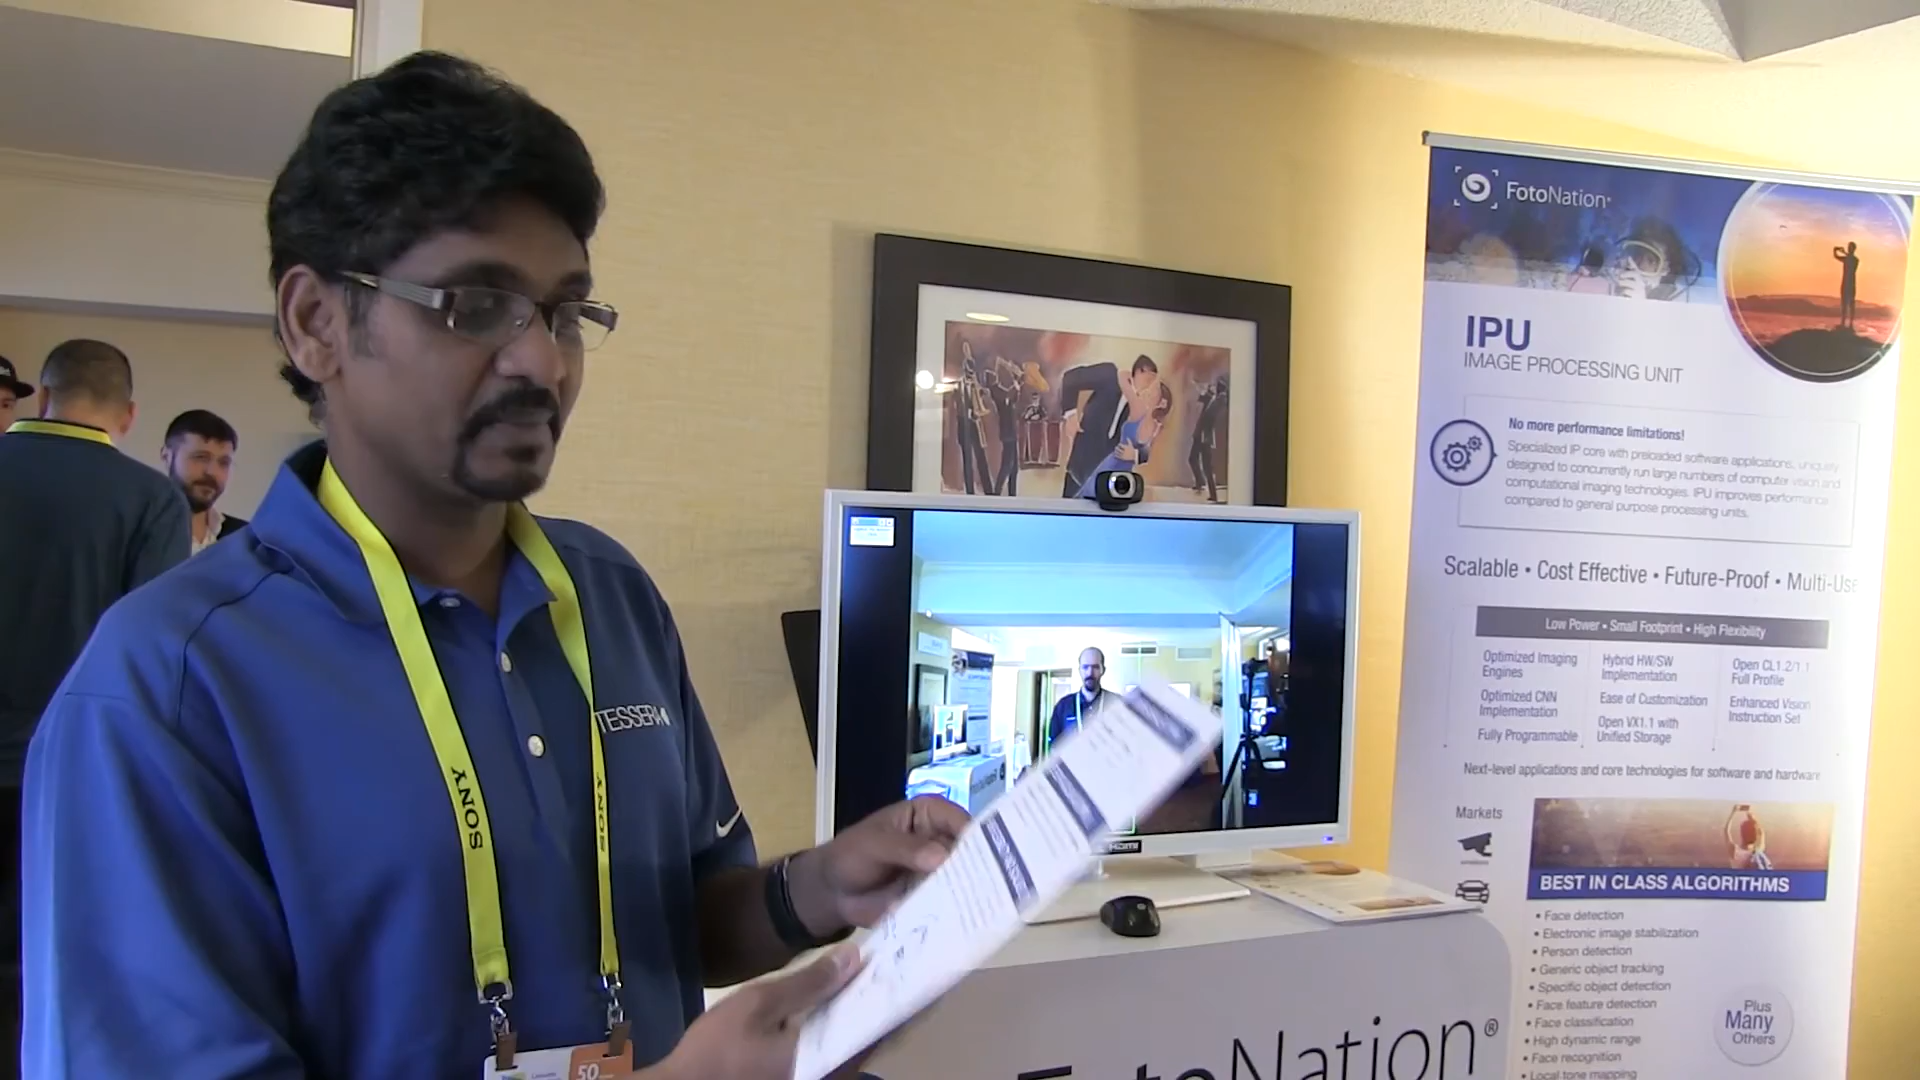 FotoNation®
IPU
IMAGE PROCESSING UNIT
No more performance limitations!
Specialized IP core with preloaded software applications, uniquely
designed to concurrently run large numbers of computer vision and
computational imaging technologies. IPU improves performance
compared to general purpose processing units.
Scalable • Cost Effective • Future-Proof • Multi-Use
Low Power • Small Footprint • High Flexibility
Optimized Imaging
Engines
Optimized CNN
Implementation
Fully Programmable
Hybrid HW/SW
Implementation
Ease of Customization
Open VX1.1 with
Unified Storage
Open CL1.2/1.1
Full Profile
Enhanced Vision
Instruction Set
Next-level applications and core technologies for software and hardware
Markets
BEST IN CLASS ALGORITHMS
• Face detection
• Electronic image stabilization
• Person detection
• Generic object tracking
• Specific object detection
• Face feature detection
• Face classification
• High dynamic range
• Face recognition
• Local tone mapping
Plus
Many
Others
TESSERA
SONY
SONY
50
HDMI
FotoNation®